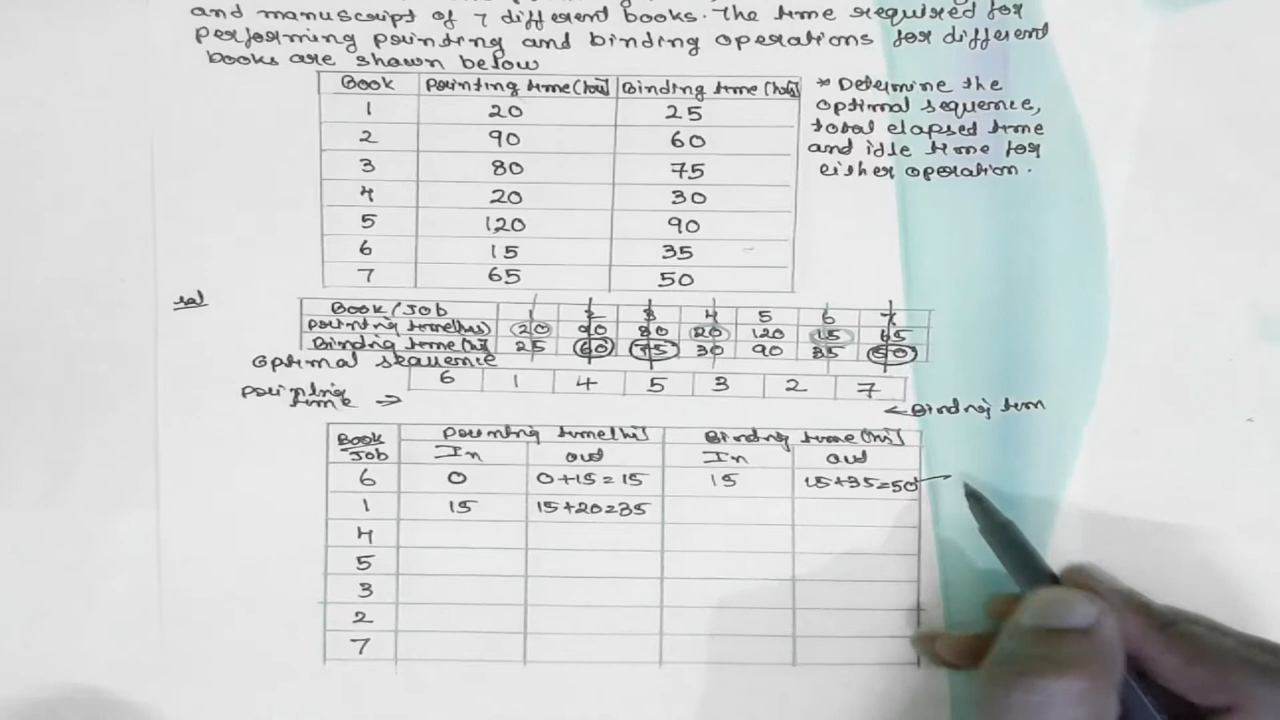 and manuscript of 7 different books. The time required for
performing printing and binding operations for different
books are shown below
Book Printing time (hrs) Binding time (hrs)
1 20 25
2 90 60
3 80 75
4 20 30
5 120 90
6 15 35
7 65 50
* Determine the
optimal sequence,
total elapsed time
and idle time for
either operation.
sol
Book/Job 1 2 3 4 5 6 7
Printing time (hrs) 20 90 80 20 120 15 65
Binding time (h) 25 60 75 30 90 35 50
Optimal sequence
6 1 4 5 3 2 7
Printing
time →
← Binding time
Book/Job Printing time (hs) Binding time (hrs)
In out In out
6 0 0+15=15 15 15+35=50
1 15 15+20=35
4
5
3
2
7